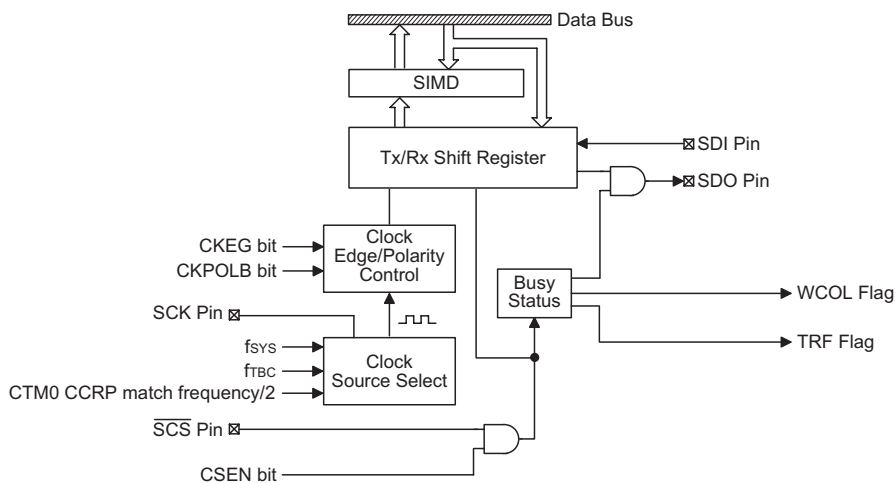 Data Bus
SIMD
Tx/Rx Shift Register
SDI Pin
SDO Pin
CKEG bit
CKPOLB bit
Clock
Edge/Polarity
Control
Busy
Status
WCOL Flag
TRF Flag
SCK Pin
fSYS
fTBC
CTM0 CCRP match frequency/2
Clock
Source Select
SCS Pin
CSEN bit